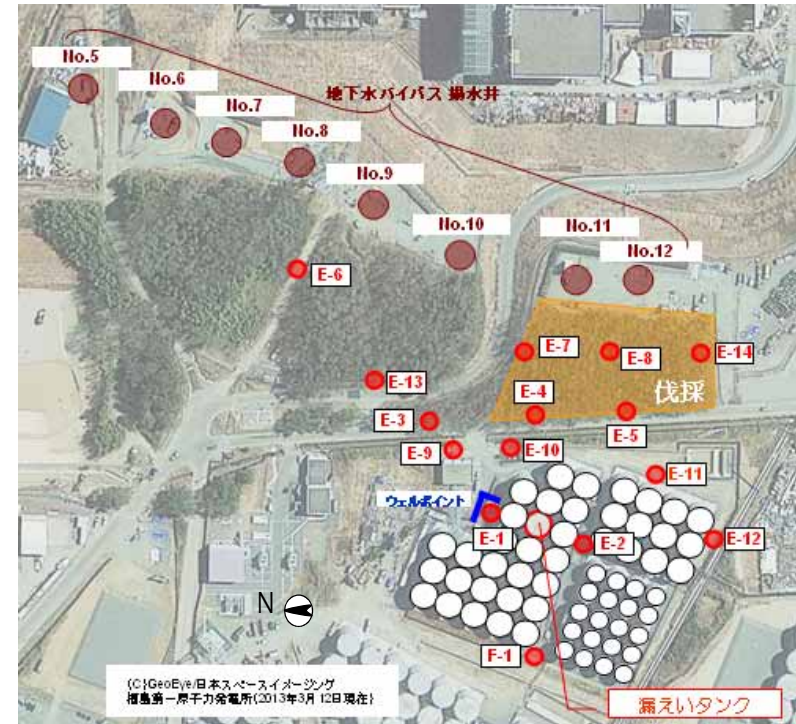 No.5
No.6
No.7
地下水バイパス 揚水井
No.8
No.9
No.10
No.11
No.12
E-6
E-7
E-8
E-14
E-13
伐採
E-4
E-3
E-5
E-9
E-10
E-11
ウェルポイント
E-1
E-2
E-12
N
F-1
(C)GeoEye/日本スペースイメージング
福島第一原子力発電所(2013年3月12日現在)
漏えいタンク